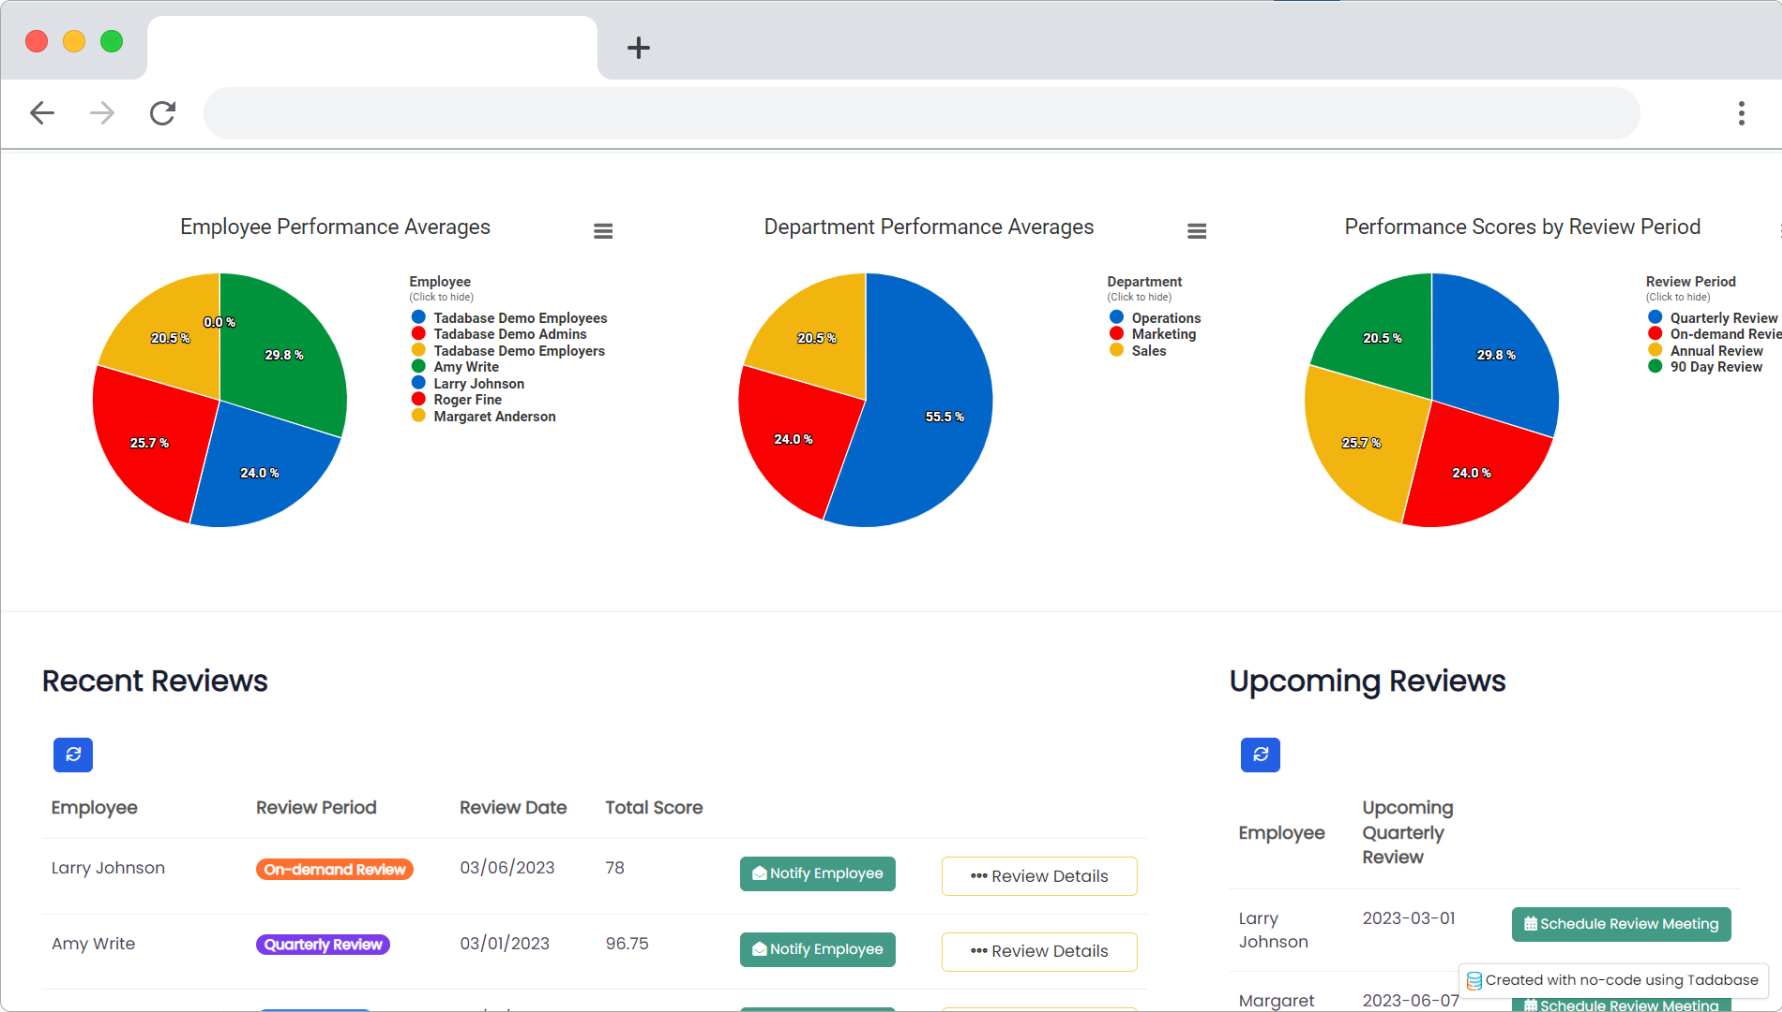 Employee Performance Averages
Employee
(Click to hide)
Tadabase Demo Employees
Tadabase Demo Admins
Tadabase Demo Employers
Amy Write
Larry Johnson
Roger Fine
Margaret Anderson
0.0 %
20.5 %
29.8 %
25.7 %
24.0 %
Department Performance Averages
Department
(Click to hide)
Operations
Marketing
Sales
20.5 %
55.5 %
24.0 %
Performance Scores by Review Period
Review Period
(Click to hide)
Quarterly Review
On-demand Revie
Annual Review
90 Day Review
20.5 %
29.8 %
25.7 %
24.0 %
Recent Reviews
Employee Review Period Review Date Total Score
Larry Johnson On-demand Review 03/06/2023 78 Notify Employee ••• Review Details
Amy Write Quarterly Review 03/01/2023 96.75 Notify Employee ••• Review Details
Upcoming Reviews
Employee
Upcoming
Quarterly
Review
Larry
Johnson
2023-03-01
Schedule Review Meeting
Margaret
2023-06-07
Schedule Review Meeting
Created with no-code using Tadabase